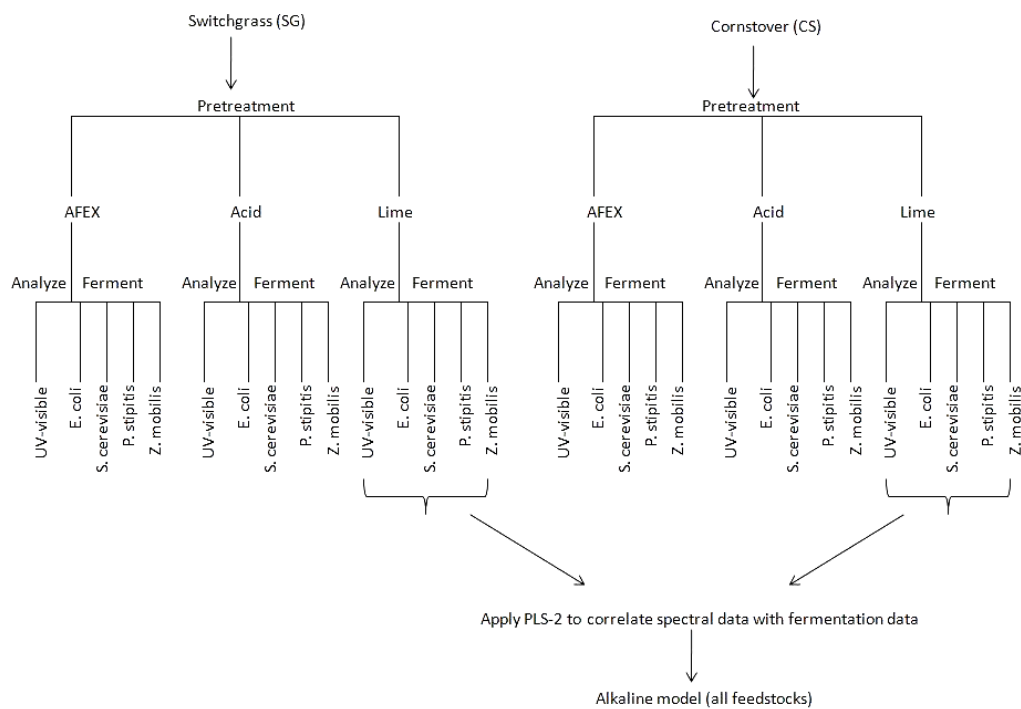 Switchgrass (SG)
Cornstover (CS)
Pretreatment
Pretreatment
AFEX
Acid
Lime
AFEX
Acid
Lime
Analyze Ferment
Analyze Ferment
Analyze Ferment
Analyze Ferment
Analyze Ferment
Analyze Ferment
UV-visible
E. coli
S. cerevisiae
P. stipitis
Z. mobilis
UV-visible
E. coli
S. cerevisiae
P. stipitis
Z. mobilis
UV-visible
E. coli
S. cerevisiae
P. stipitis
Z. mobilis
UV-visible
E. coli
S. cerevisiae
P. stipitis
Z. mobilis
UV-visible
E. coli
S. cerevisiae
P. stipitis
Z. mobilis
UV-visible
E. coli
S. cerevisiae
P. stipitis
Z. mobilis
Apply PLS-2 to correlate spectral data with fermentation data
Alkaline model (all feedstocks)